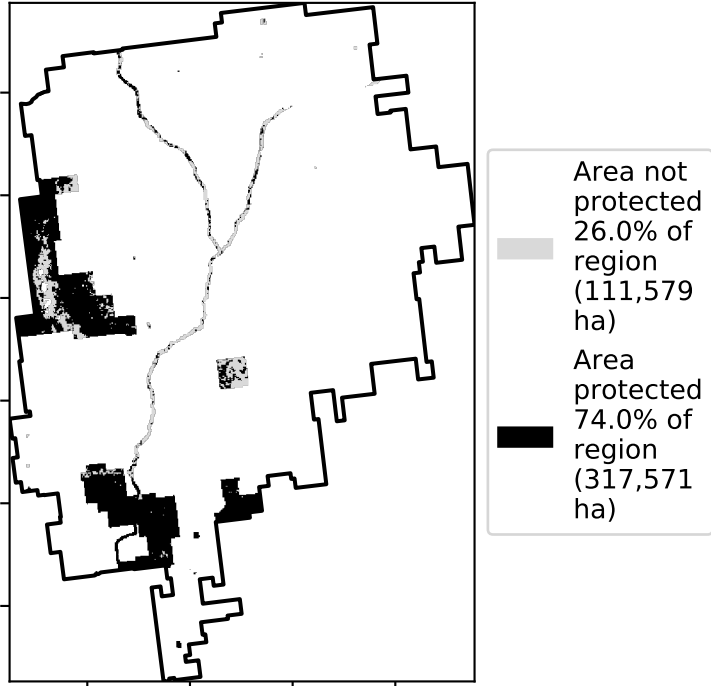 Area not
protected
26.0% of
region
(111,579
ha)
Area
protected
74.0% of
region
(317,571
ha)